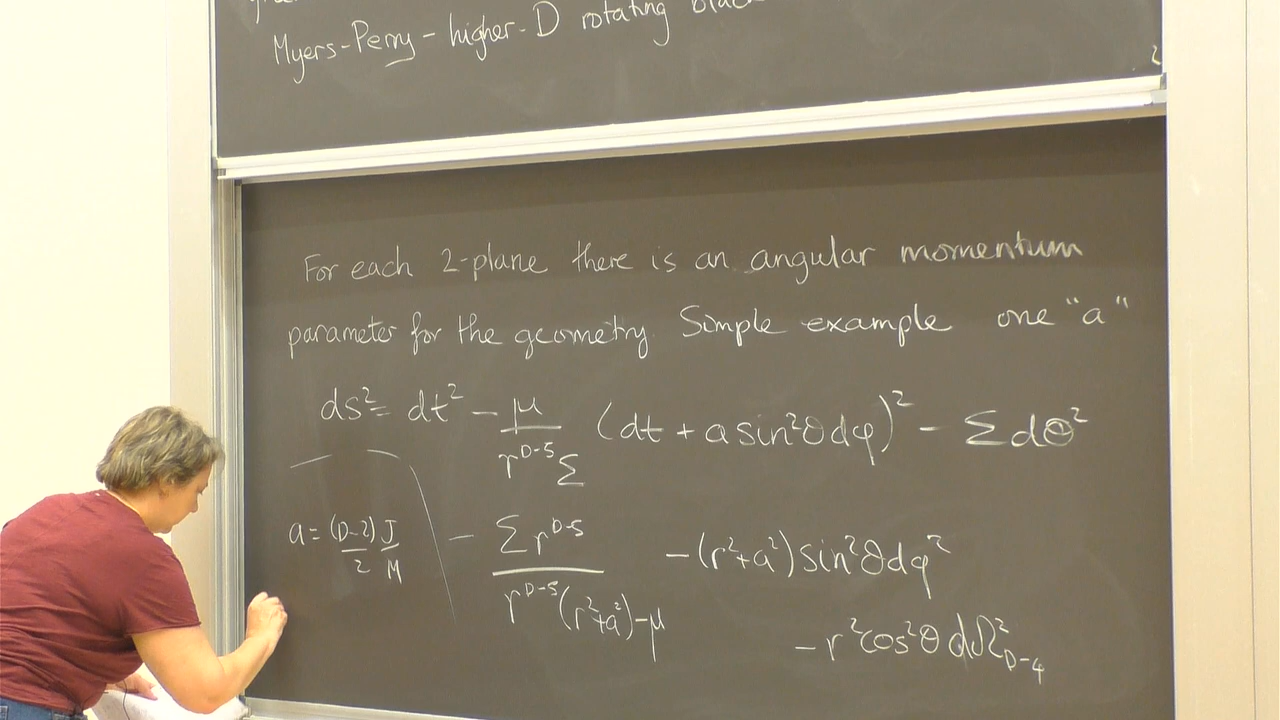 Myers-Perry - higher-D rotating
For each 2-plane there is an angular momentum
parameter for the geometry. Simple example one "a"
ds² = dt² - μ/(r^{D-5} Σ) (dt + a sin²θ dφ)² - Σ dθ²
a = (D-2)/2 J/M
- Σ r^{D-5}/(r^{D-5}(r²+a²)-μ) - (r²+a²) sin²θ dφ²
- r² cos²θ dΩ²_{D-4}